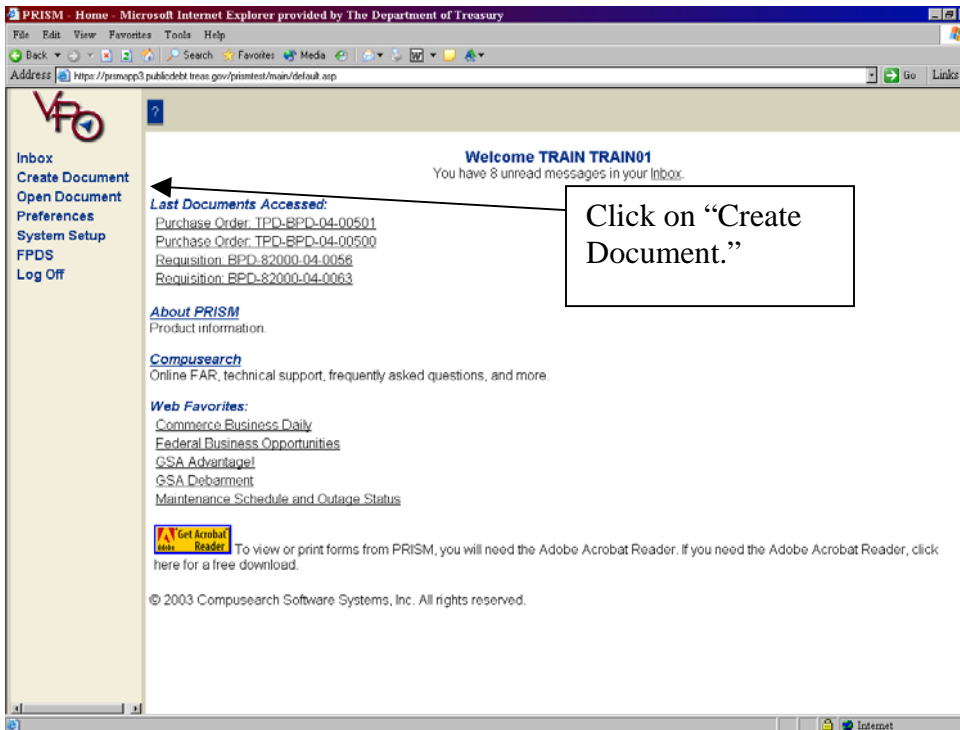 PRISM - Home - Microsoft Internet Explorer provided by The Department of Treasury
File Edit View Favorites Tools Help
Back Search Favorites Media
Address https://prismapp3.publicdebt.treas.gov/prismtest/main/default.asp Go Links
VPO
?
Inbox
Create Document
Open Document
Preferences
System Setup
FPDS
Log Off
Welcome TRAIN TRAIN01
You have 8 unread messages in your Inbox.
Click on “Create
Document.”
Last Documents Accessed:
Purchase Order: TPD-BPD-04-00501
Purchase Order: TPD-BPD-04-00500
Requisition: BPD-82000-04-0056
Requisition: BPD-82000-04-0063
About PRISM
Product information.
Compusearch
Online FAR, technical support, frequently asked questions, and more.
Web Favorites:
Commerce Business Daily
Federal Business Opportunities
GSA Advantage!
GSA Debarment
Maintenance Schedule and Outage Status
Get Acrobat
Adobe Reader
To view or print forms from PRISM, you will need the Adobe Acrobat Reader. If you need the Adobe Acrobat Reader, click
here for a free download.
© 2003 Compusearch Software Systems, Inc. All rights reserved.
Internet